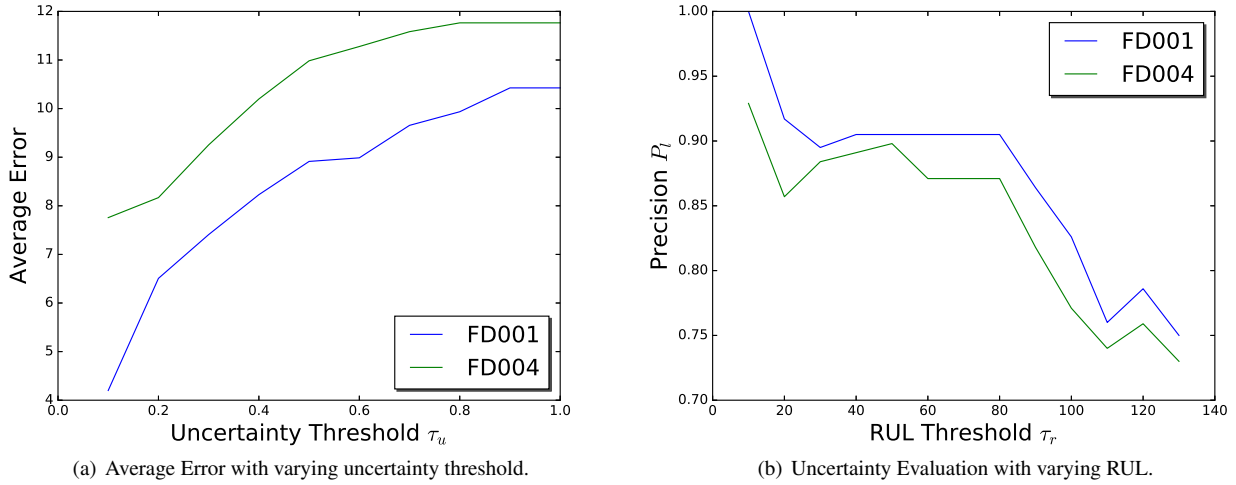 12
11
10
9
8
7
6
5
4
0.0 0.2 0.4 0.6 0.8 1.0
Average Error
Uncertainty Threshold τu
FD001
FD004
(a) Average Error with varying uncertainty threshold.
1.00
0.95
0.90
0.85
0.80
0.75
0.70
0 20 40 60 80 100 120 140
Precision Pl
RUL Threshold τr
FD001
FD004
(b) Uncertainty Evaluation with varying RUL.